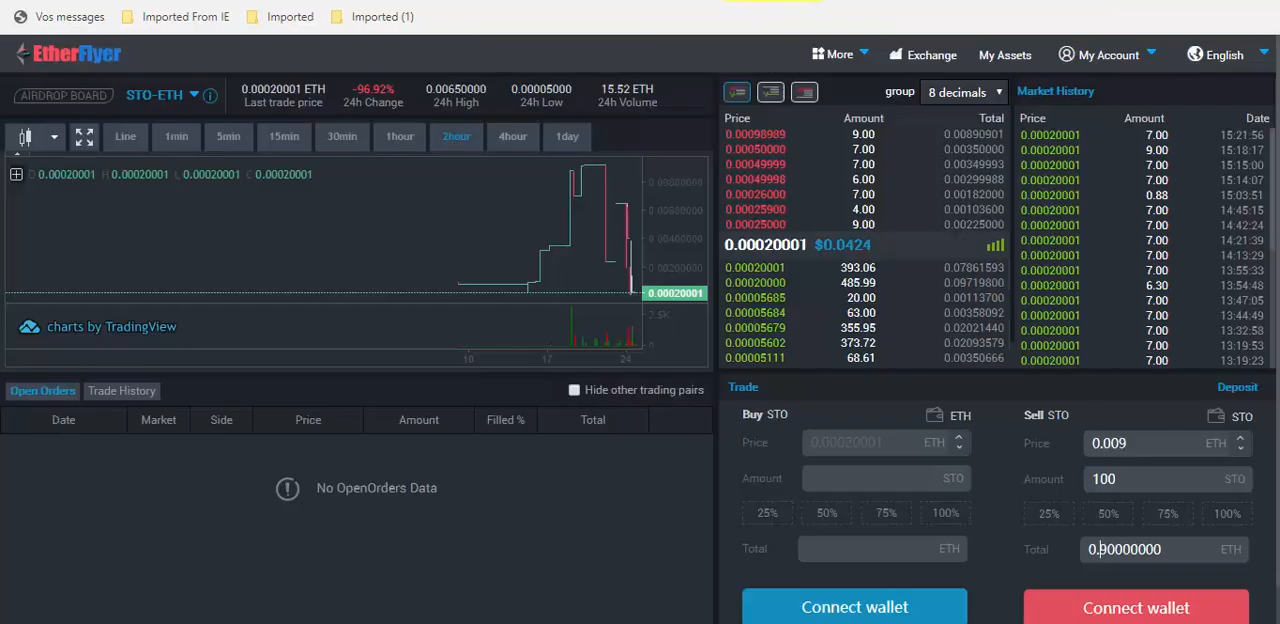 Vos messages Imported From IE Imported Imported (1)
EtherFlyer More Exchange My Assets My Account English
AIRDROP BOARD STO-ETH 0.00020001 ETH -96.92% 0.00650000 0.00005000 15.52 ETH
Last trade price 24h Change 24h High 24h Low 24h Volume
group 8 decimals Market History
Line 1min 5min 15min 30min 1hour 2hour 4hour 1day
O 0.00020001 H 0.00020001 L 0.00020001 C 0.00020001
0.00800000
0.00600000
0.00400000
0.00200000
0.00020001
charts by TradingView
2.5K
0
10 17 24
Price Amount Total
0.00098989 9.00 0.00890901
0.00050000 7.00 0.00350000
0.00049999 7.00 0.00349993
0.00049998 6.00 0.00299988
0.00026000 7.00 0.00182000
0.00025900 4.00 0.00103600
0.00025000 9.00 0.00225000
0.00020001 $0.0424
0.00020001 393.06 0.07861593
0.00020000 485.99 0.09719800
0.00005685 20.00 0.00113700
0.00005684 63.00 0.00358092
0.00005679 355.95 0.02021440
0.00005602 373.72 0.02093579
0.00005111 68.61 0.00350666
Price Amount Date
0.00020001 7.00 15:21:56
0.00020001 9.00 15:18:17
0.00020001 7.00 15:15:00
0.00020001 7.00 15:14:07
0.00020001 0.88 15:03:51
0.00020001 7.00 14:45:15
0.00020001 7.00 14:42:24
0.00020001 7.00 14:21:39
0.00020001 7.00 14:13:29
0.00020001 7.00 13:55:33
0.00020001 6.30 13:54:48
0.00020001 7.00 13:47:05
0.00020001 7.00 13:44:49
0.00020001 7.00 13:32:58
0.00020001 7.00 13:19:53
0.00020001 7.00 13:19:23
Open Orders Trade History Hide other trading pairs
Date Market Side Price Amount Filled % Total
No OpenOrders Data
Trade Deposit
Buy STO ETH
Price 0.00020001 ETH
Amount STO
25% 50% 75% 100%
Total ETH
Connect wallet
Sell STO STO
Price 0.009 ETH
Amount 100 STO
25% 50% 75% 100%
Total 0.90000000 ETH
Connect wallet